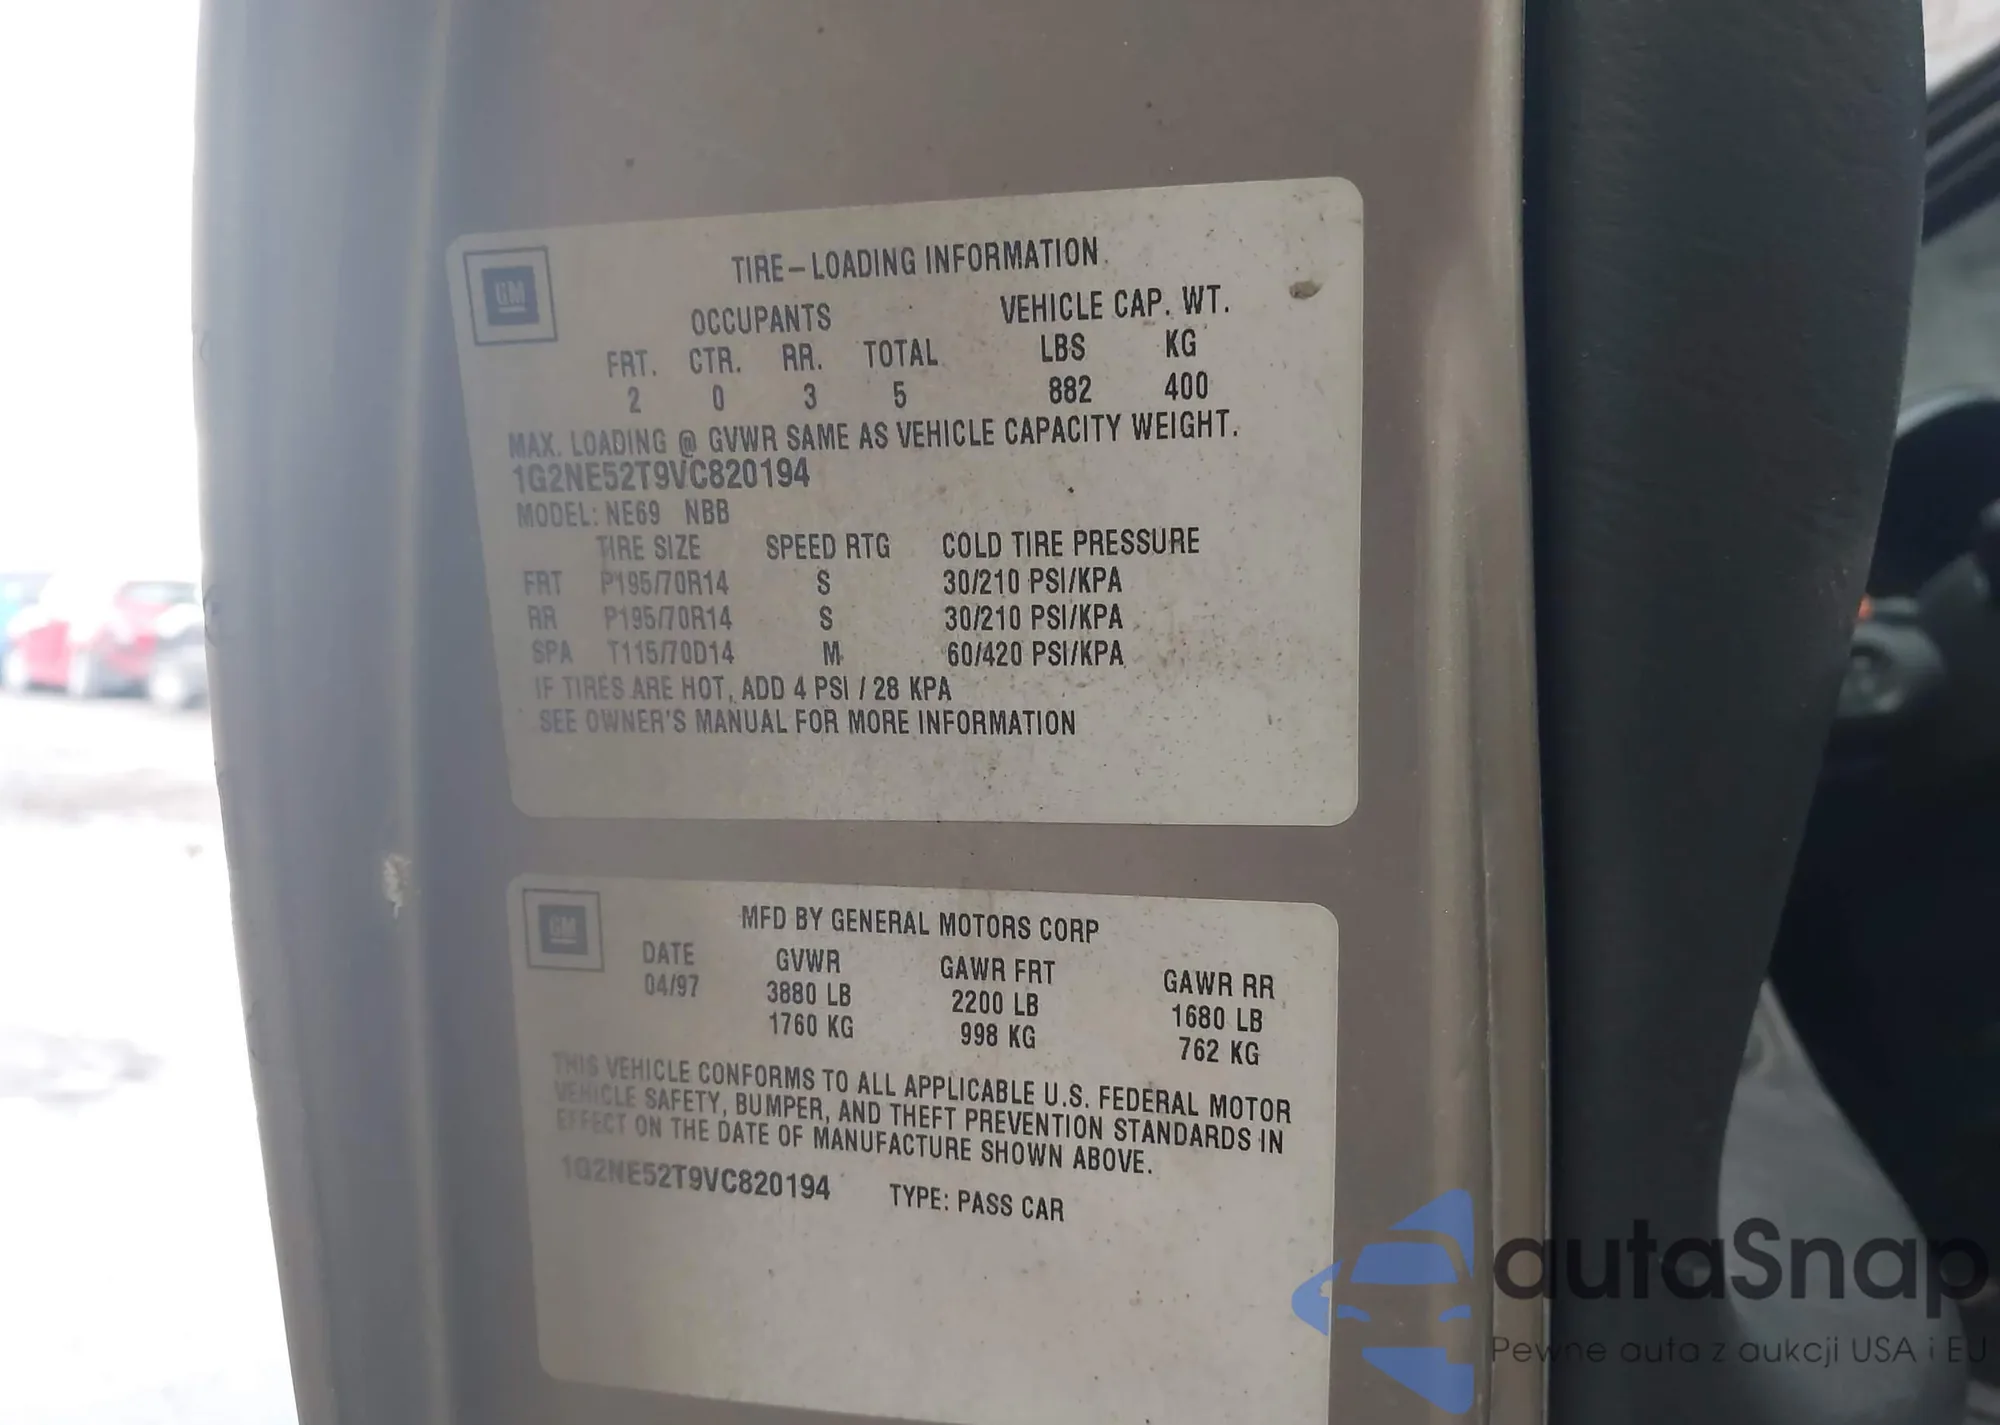 GM
TIRE-LOADING INFORMATION
OCCUPANTS VEHICLE CAP. WT.
FRT. CTR. RR. TOTAL LBS KG
2 0 3 5 882 400
MAX. LOADING @ GVWR SAME AS VEHICLE CAPACITY WEIGHT.
1G2NE52T9VC820194
MODEL: NE69 NBB
TIRE SIZE SPEED RTG COLD TIRE PRESSURE
FRT P195/70R14 S 30/210 PSI/KPA
RR P195/70R14 S 30/210 PSI/KPA
SPA T115/70D14 M 60/420 PSI/KPA
IF TIRES ARE HOT, ADD 4 PSI / 28 KPA
SEE OWNER'S MANUAL FOR MORE INFORMATION
GM
MFD BY GENERAL MOTORS CORP
DATE GVWR GAWR FRT GAWR RR
04/97 3880 LB 2200 LB 1680 LB
1760 KG 998 KG 762 KG
THIS VEHICLE CONFORMS TO ALL APPLICABLE U.S. FEDERAL MOTOR
VEHICLE SAFETY, BUMPER, AND THEFT PREVENTION STANDARDS IN
EFFECT ON THE DATE OF MANUFACTURE SHOWN ABOVE.
1G2NE52T9VC820194 TYPE: PASS CAR
autaSnap
Pewne auta z aukcji USA i EU